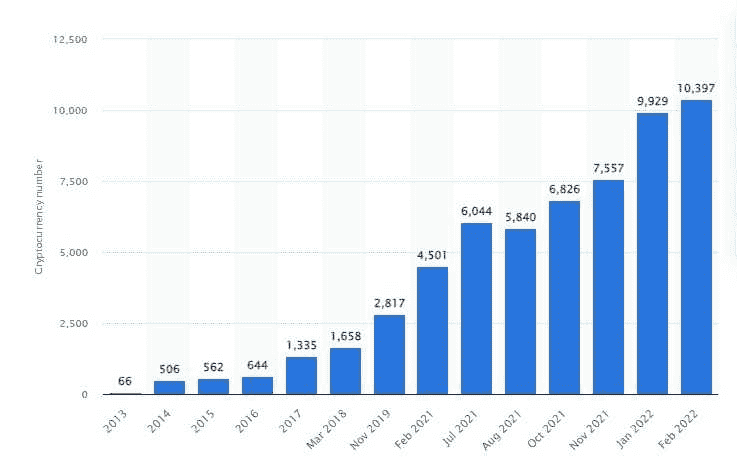 12,500
10,000
7,500
5,000
2,500
0
Cryptocurrency number
66
506
562
644
1,335
1,658
2,817
4,501
6,044
5,840
6,826
7,557
9,929
10,397
2013
2014
2015
2016
2017
Mar 2018
Nov 2019
Feb 2021
Jul 2021
Aug 2021
Oct 2021
Nov 2021
Jan 2022
Feb 2022